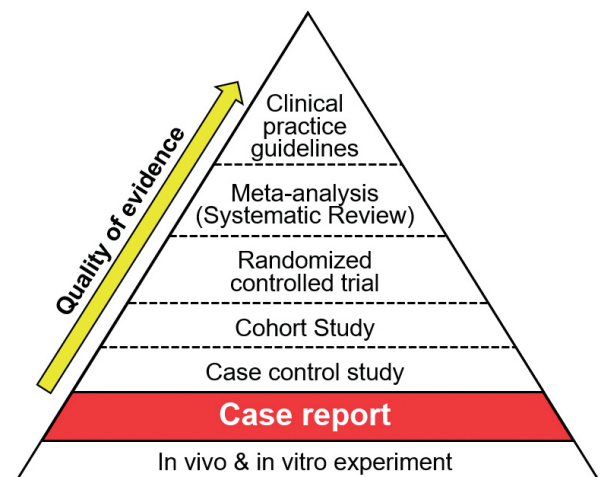 Quality of evidence
Clinical
practice
guidelines
Meta-analysis
(Systematic Review)
Randomized
controlled trial
Cohort Study
Case control study
Case report
In vivo & in vitro experiment